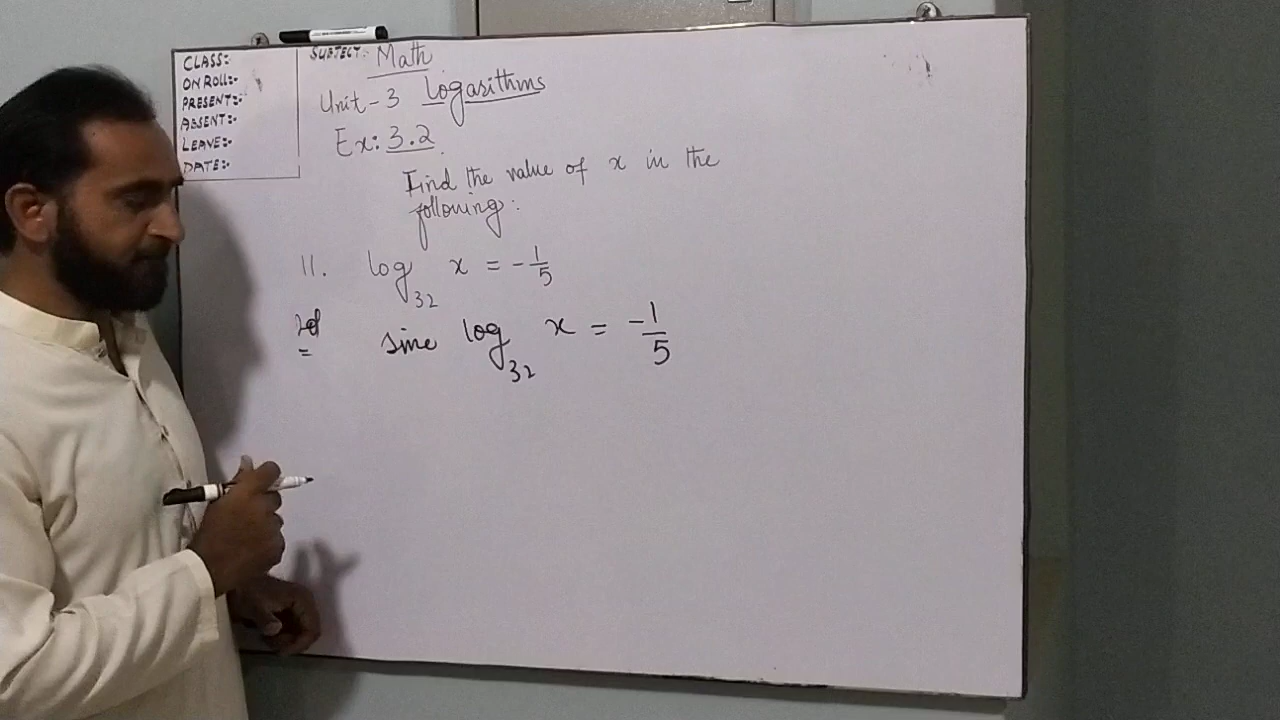 CLASS:
ON ROLL:-
PRESENT:-
ABSENT:-
LEAVE:-
DATE:-
SUBJECT: Math
Unit-3 Logarithms
Ex: 3.2
Find the value of x in the
following:
11. log₃₂ x = -1/5
Sol sine log₃₂ x = -1/5